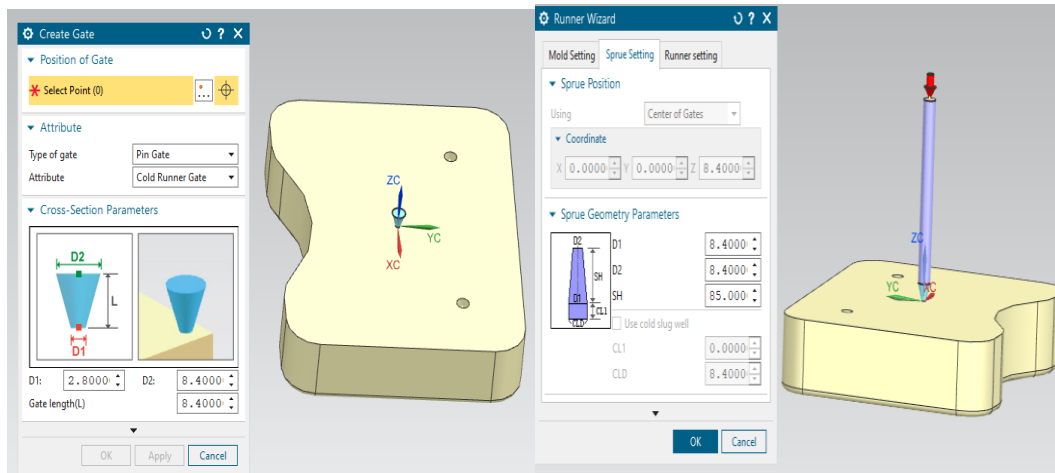 Create Gate
Position of Gate
Select Point (0)
Attribute
Type of gate Pin Gate
Attribute Cold Runner Gate
Cross-Section Parameters
D2
L
D1
D1: 2.8000 D2: 8.4000
Gate length(L) 8.4000
OK Apply Cancel
ZC
YC
XC
Runner Wizard
Mold Setting Sprue Setting Runner setting
Sprue Position
Using Center of Gates
Coordinate
X 0.0000 Y 0.0000 Z 8.4000
Sprue Geometry Parameters
D2
SH
D1
CL1
CLD
D1 8.4000
D2 8.4000
SH 85.000
Use cold slug well
CL1 0.0000
CLD 8.4000
OK Cancel
ZC
YC
XC